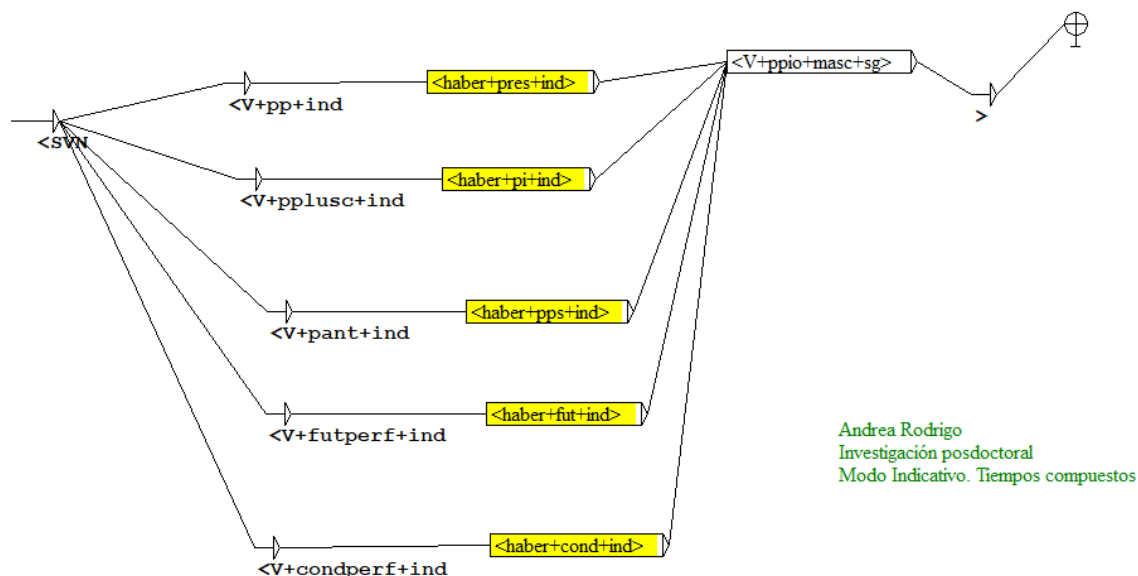 <V+pp+ind
<haber+pres+ind>
<V+ppio+masc+sg>
<SVN
>
<V+pplusc+ind
<haber+pi+ind>
<V+pant+ind
<haber+pps+ind>
<V+futperf+ind
<haber+fut+ind>
Andrea Rodrigo
Investigación posdoctoral
Modo Indicativo. Tiempos compuestos
<V+condperf+ind
<haber+cond+ind>